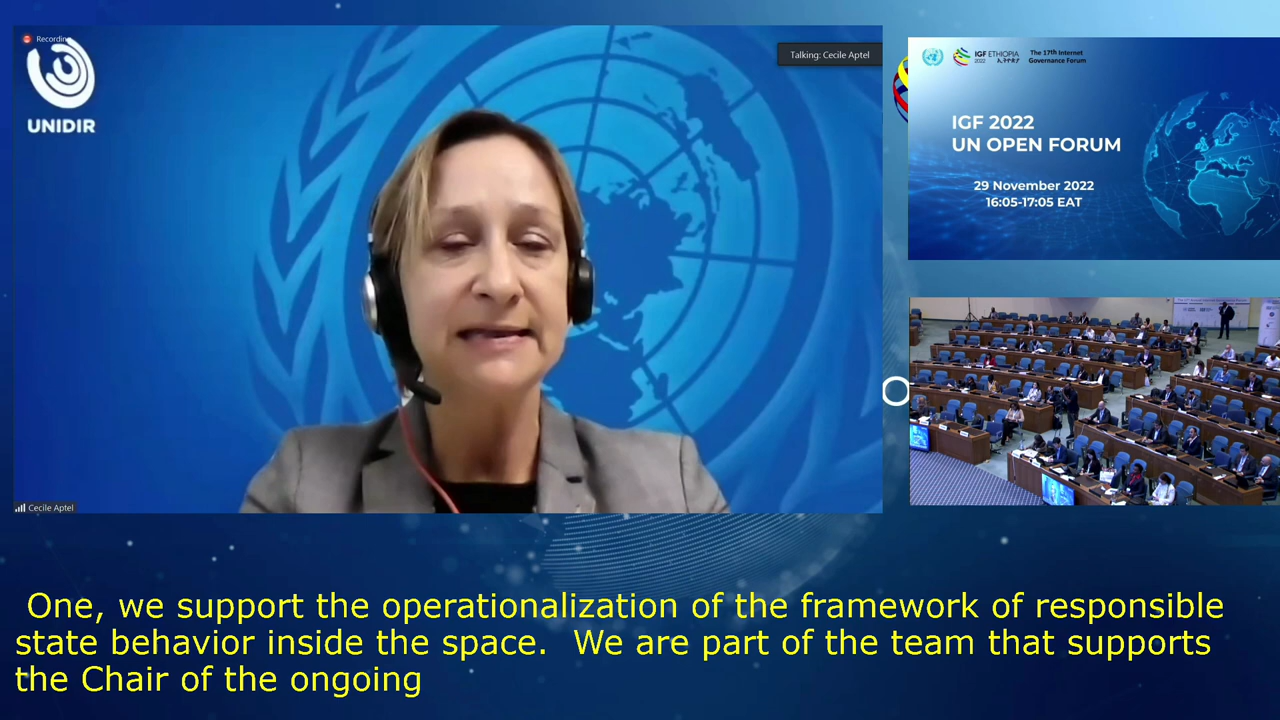 Recording
UNIDIR
Talking: Cecile Aptel
Cecile Aptel
IGF ETHIOPIA
2022 ኢትዮጵያ
The 17th Internet
Governance Forum
IGF 2022
UN OPEN FORUM
29 November 2022
16:05-17:05 EAT
One, we support the operationalization of the framework of responsible
state behavior inside the space. We are part of the team that supports
the Chair of the ongoing